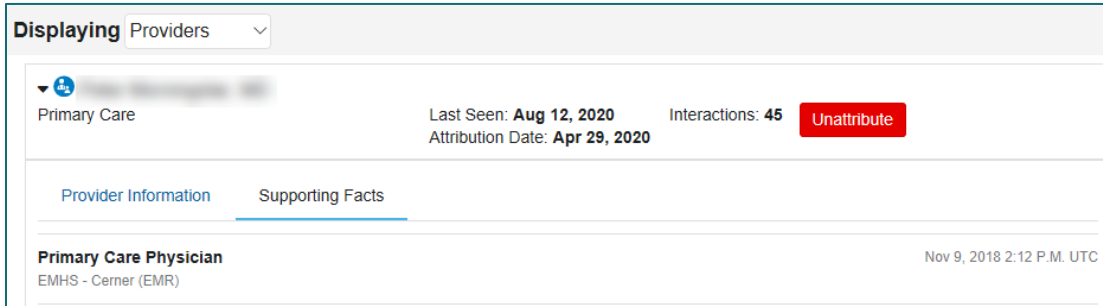 Displaying Providers
Primary Care
Last Seen: Aug 12, 2020 Interactions: 45 Unattribute
Attribution Date: Apr 29, 2020
Provider Information Supporting Facts
Primary Care Physician Nov 9, 2018 2:12 P.M. UTC
EMHS - Cerner (EMR)